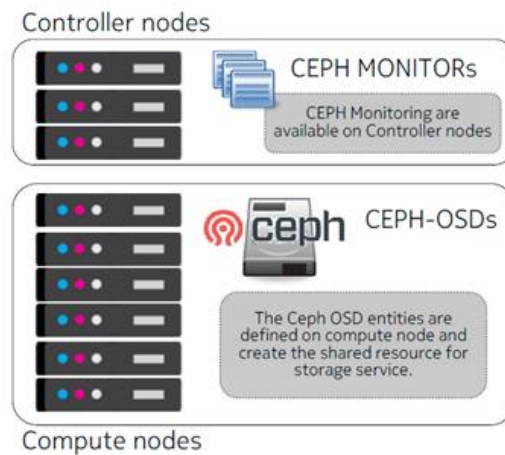 Controller nodes
CEPH MONITORs
CEPH Monitoring are
available on Controller nodes
ceph
CEPH-OSDs
The Ceph OSD entities are
defined on compute node and
create the shared resource for
storage service.
Compute nodes